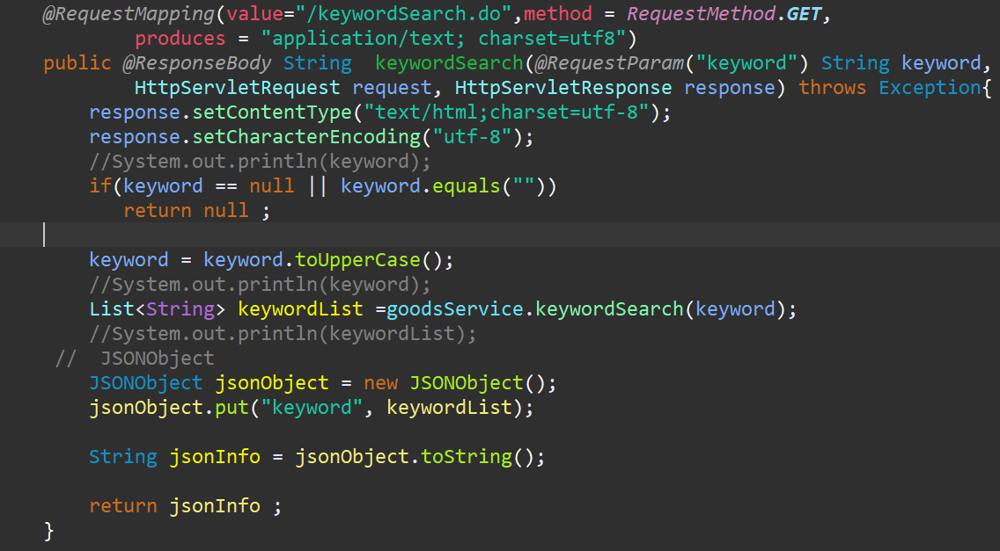 @RequestMapping(value="/keywordSearch.do",method = RequestMethod.GET,
produces = "application/text; charset=utf8")
public @ResponseBody String  keywordSearch(@RequestParam("keyword") String keyword,
HttpServletRequest request, HttpServletResponse response) throws Exception{
response.setContentType("text/html;charset=utf-8");
response.setCharacterEncoding("utf-8");
//System.out.println(keyword);
if(keyword == null || keyword.equals(""))
return null ;
keyword = keyword.toUpperCase();
//System.out.println(keyword);
List<String> keywordList =goodsService.keywordSearch(keyword);
//System.out.println(keywordList);
//  JSONObject
JSONObject jsonObject = new JSONObject();
jsonObject.put("keyword", keywordList);
String jsonInfo = jsonObject.toString();
return jsonInfo ;
}